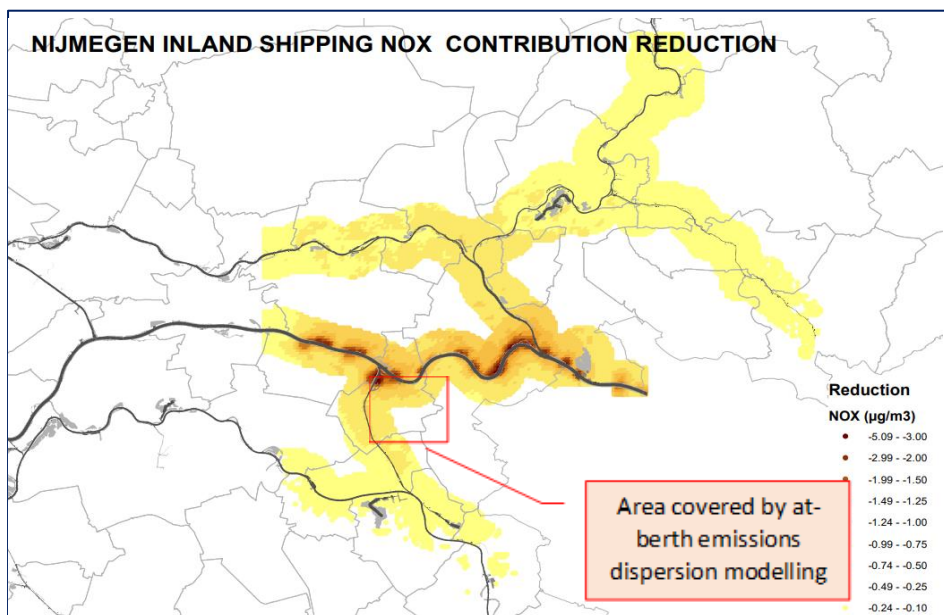 NIJMEGEN INLAND SHIPPING NOX CONTRIBUTION REDUCTION
Reduction
NOX (µg/m3)
-5.09 - -3.00
-2.99 - -2.00
-1.99 - -1.50
-1.49 - -1.25
-1.24 - -1.00
-0.99 - -0.75
-0.74 - -0.50
-0.49 - -0.25
-0.24 - -0.10
Area covered by at-
berth emissions
dispersion modelling